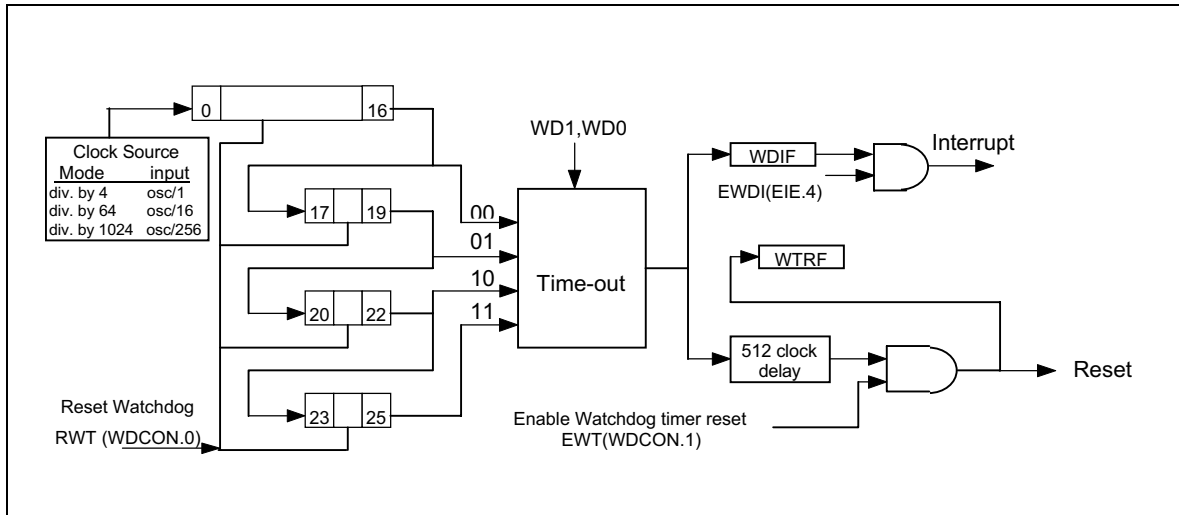 0 16
Clock Source
Mode input
div. by 4 osc/1
div. by 64 osc/16
div. by 1024 osc/256
17 19
20 22
23 25
Reset Watchdog
RWT (WDCON.0)
WD1,WD0
00
01
10
11
Time-out
WDIF
EWDI(EIE.4)
Interrupt
WTRF
512 clock
delay
Enable Watchdog timer reset
EWT(WDCON.1)
Reset